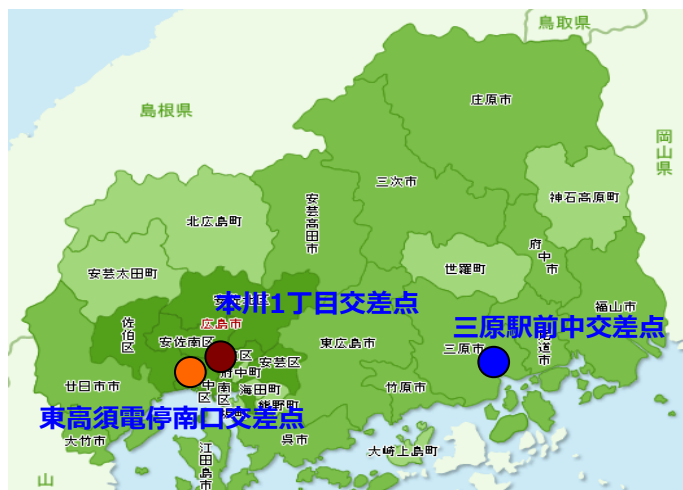 鳥取県
庄原市
島根県
岡山県
三次市
神石高原町
安芸高田市
北広島町
府中市
世羅町
安芸太田町
本川1丁目交差点
福山市
広島市
三原駅前中交差点
佐伯区
安佐南区
区
東広島市
三原市
安芸区
府中町
廿日市市
中区
南区
海田町
竹原市
熊野町
東高須電停南口交差点
大竹市
呉市
大崎上島町
江田島市
山